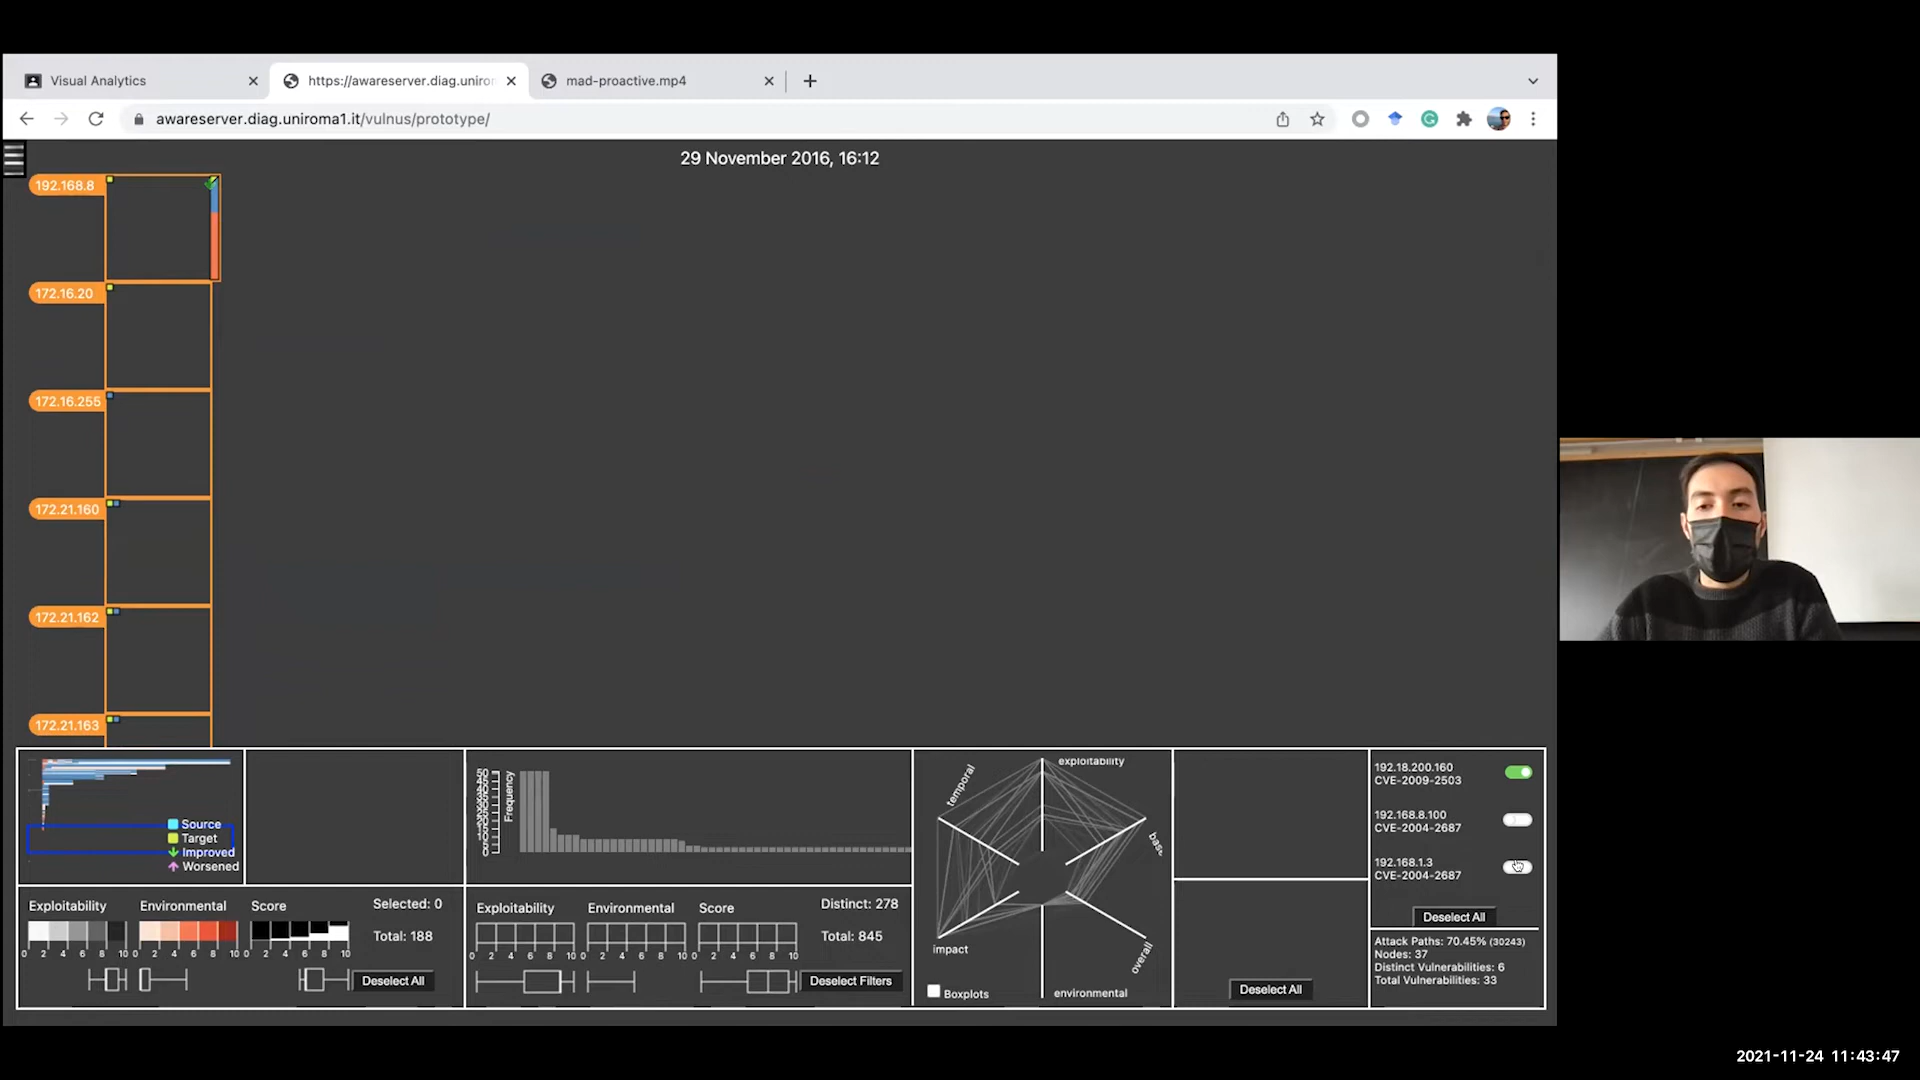 Visual Analytics
https://awareserver.diag.uniro
mad-proactive.mp4
awareserver.diag.uniroma1.it/vulnus/prototype/
29 November 2016, 16:12
192.168.8
172.16.20
172.16.255
172.21.160
172.21.162
172.21.163
Source
Target
Improved
Worsened
Exploitability
Environmental
Score
Selected: 0
Total: 188
0 2 4 6 8 10
0 2 4 6 8 10
0 2 4 6 8 10
Deselect All
Frequency
Exploitability
Environmental
Score
Distinct: 278
Total: 845
0 2 4 6 8 10
0 2 4 6 8 10
0 2 4 6 8 10
Deselect Filters
exploitability
temporal
base
impact
overall
environmental
Boxplots
Deselect All
192.18.200.160
CVE-2009-2503
192.168.8.100
CVE-2004-2687
192.168.1.3
CVE-2004-2687
Deselect All
Attack Paths: 70.45% (30243)
Nodes: 37
Distinct Vulnerabilities: 6
Total Vulnerabilities: 33
2021-11-24 11:43:47